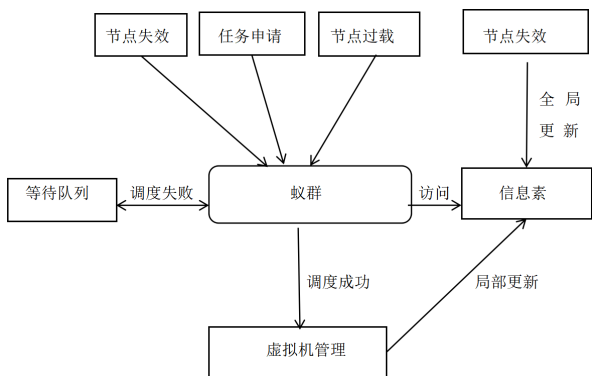 节点失效
任务申请
节点过载
节点失效
全 局
更 新
等待队列
调度失败
蚁群
访问
信息素
调度成功
局部更新
虚拟机管理